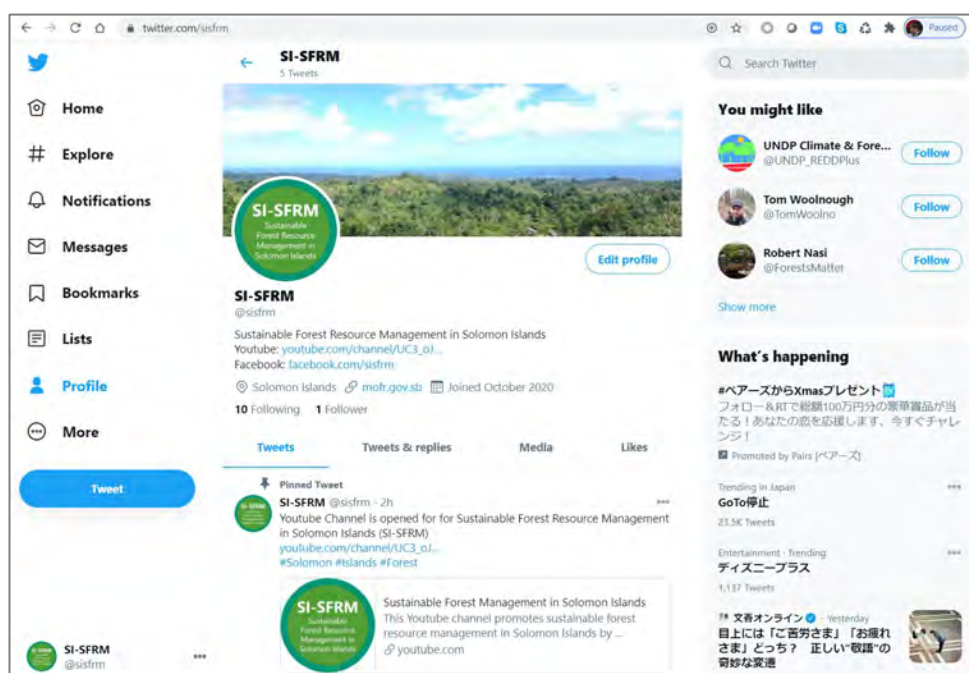 twitter.com/sisfrm
Paused
SI-SFRM
5 Tweets
Search Twitter
Home
Explore
Notifications
Messages
Bookmarks
Lists
Profile
More
Tweet
SI-SFRM
@sisfrm
SI-SFRM
Sustainable
Forest Resource
Management in
Solomon Islands
Edit profile
SI-SFRM
@sisfrm
Sustainable Forest Resource Management in Solomon Islands
Youtube: youtube.com/channel/UC3_oJ...
Facebook: facebook.com/sisfrm
Solomon Islands mofr.gov.sb Joined October 2020
10 Following 1 Follower
Tweets Tweets & replies Media Likes
Pinned Tweet
SI-SFRM @sisfrm · 2h
Youtube Channel is opened for for Sustainable Forest Resource Management
in Solomon Islands (SI-SFRM)
youtube.com/channel/UC3_oJ...
#Solomon #Islands #Forest
SI-SFRM
Sustainable
Forest Resource
Management in
Solomon Islands
Sustainable Forest Management in Solomon Islands
This Youtube channel promotes sustainable forest
resource management in Solomon Islands by ...
youtube.com
You might like
UNDP Climate & Fore...
@UNDP_REDDPlus
Follow
Tom Woolnough
@TomWoolno
Follow
Robert Nasi
@ForestsMatter
Follow
Show more
What's happening
#ペアーズからXmasプレゼント
フォロー&RTで総額100万円分の豪華賞品が当
たる!あなたの恋を応援します、今すぐチャレ
ンジ!
Promoted by Pairs [ペアーズ]
Trending in Japan
GoTo停止
23.5K Tweets
Entertainment · Trending
ディズニープラス
1,137 Tweets
文春オンライン · Yesterday
目上には「ご苦労さま」「お疲れ
さま」どっち? 正しい“敬語”の
奇妙な変遷